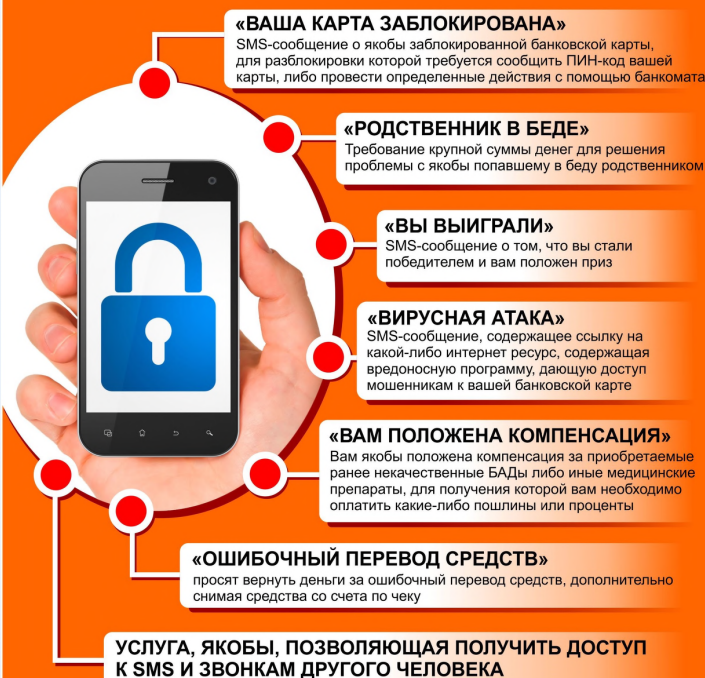 «ВАША КАРТА ЗАБЛОКИРОВАНА»
SMS-сообщение о якобы заблокированной банковской карты,
для разблокировки которой требуется сообщить ПИН-код вашей
карты, либо провести определенные действия с помощью банкомата
«РОДСТВЕННИК В БЕДЕ»
Требование крупной суммы денег для решения
проблемы с якобы попавшему в беду родственником
«ВЫ ВЫИГРАЛИ»
SMS-сообщение о том, что вы стали
победителем и вам положен приз
«ВИРУСНАЯ АТАКА»
SMS-сообщение, содержащее ссылку на
какой-либо интернет ресурс, содержащая
вредоносную программу, дающую доступ
мошенникам к вашей банковской карте
«ВАМ ПОЛОЖЕНА КОМПЕНСАЦИЯ»
Вам якобы положена компенсация за приобретаемые
ранее некачественные БАДы либо иные медицинские
препараты, для получения которой вам необходимо
оплатить какие-либо пошлины или проценты
«ОШИБОЧНЫЙ ПЕРЕВОД СРЕДСТВ»
просят вернуть деньги за ошибочный перевод средств, дополнительно
снимая средства со счета по чеку
УСЛУГА, ЯКОБЫ, ПОЗВОЛЯЮЩАЯ ПОЛУЧИТЬ ДОСТУП
К SMS И ЗВОНКАМ ДРУГОГО ЧЕЛОВЕКА